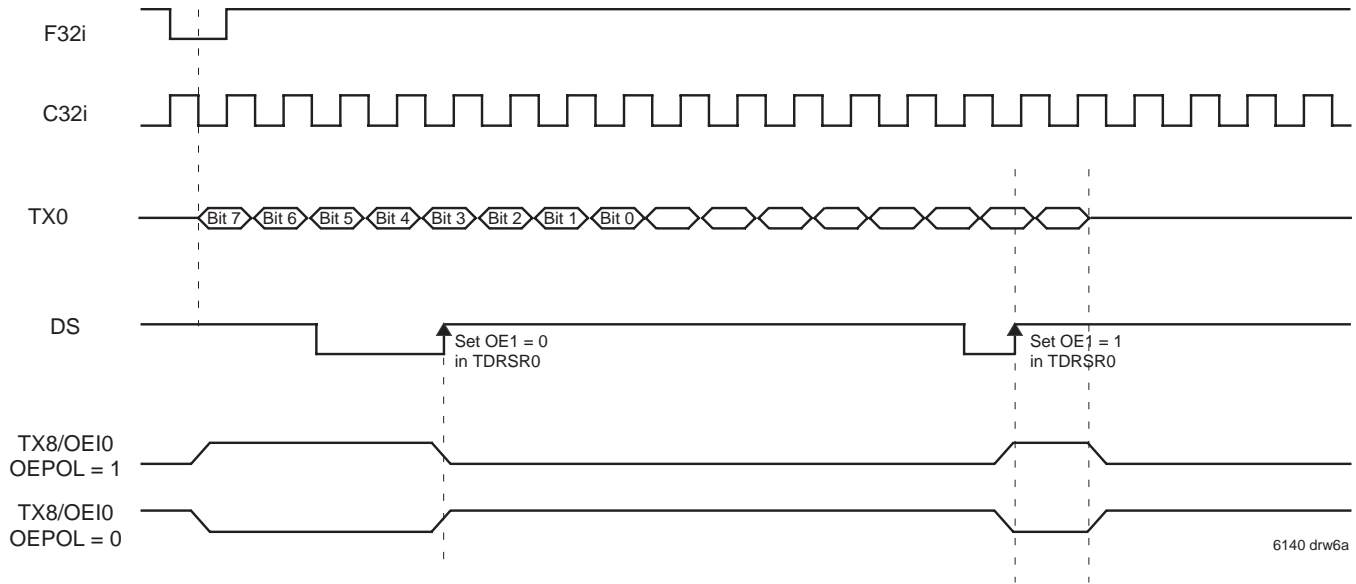 F32i
C32i
TX0
Bit 7 Bit 6 Bit 5 Bit 4 Bit 3 Bit 2 Bit 1 Bit 0
DS
Set OE1 = 0
in TDRSR0
Set OE1 = 1
in TDRSR0
TX8/OEI0
OEPOL = 1
TX8/OEI0
OEPOL = 0
6140 drw6a